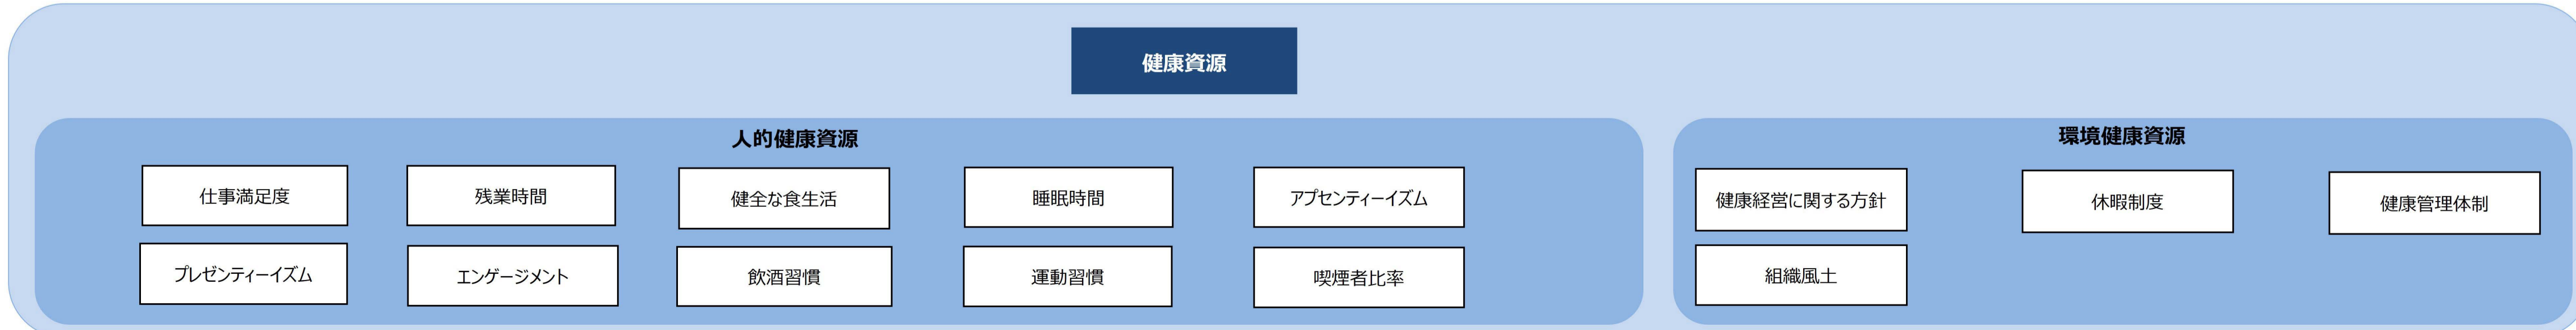 健康資源
人的健康資源
仕事満足度
残業時間
健全な食生活
睡眠時間
アプセンティーイズム
プレゼンティーイズム
エンゲージメント
飲酒習慣
運動習慣
喫煙者比率
環境健康資源
健康経営に関する方針
休暇制度
健康管理体制
組織風土